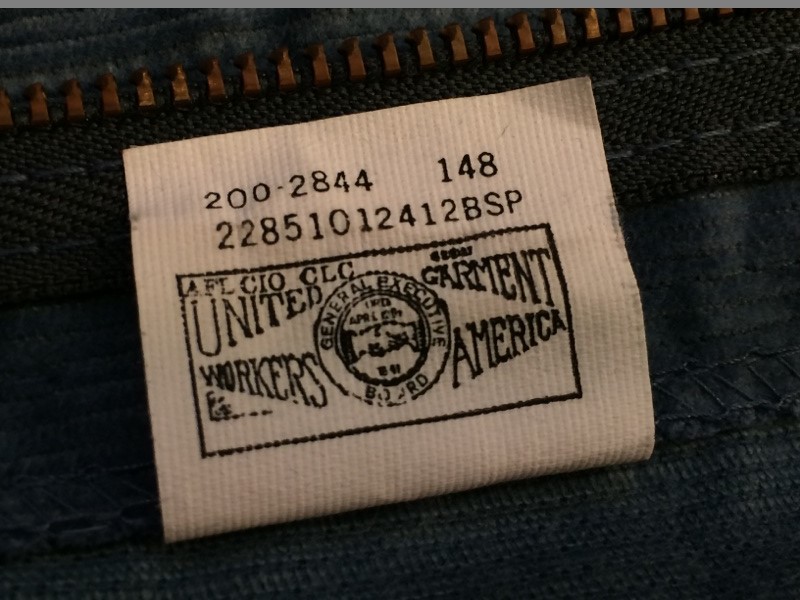 200-2844 148
22851012412BSP
AFL CIO CLC
UNITED GARMENT
WORKERS AMERICA
GENERAL EXECUTIVE
BOARD